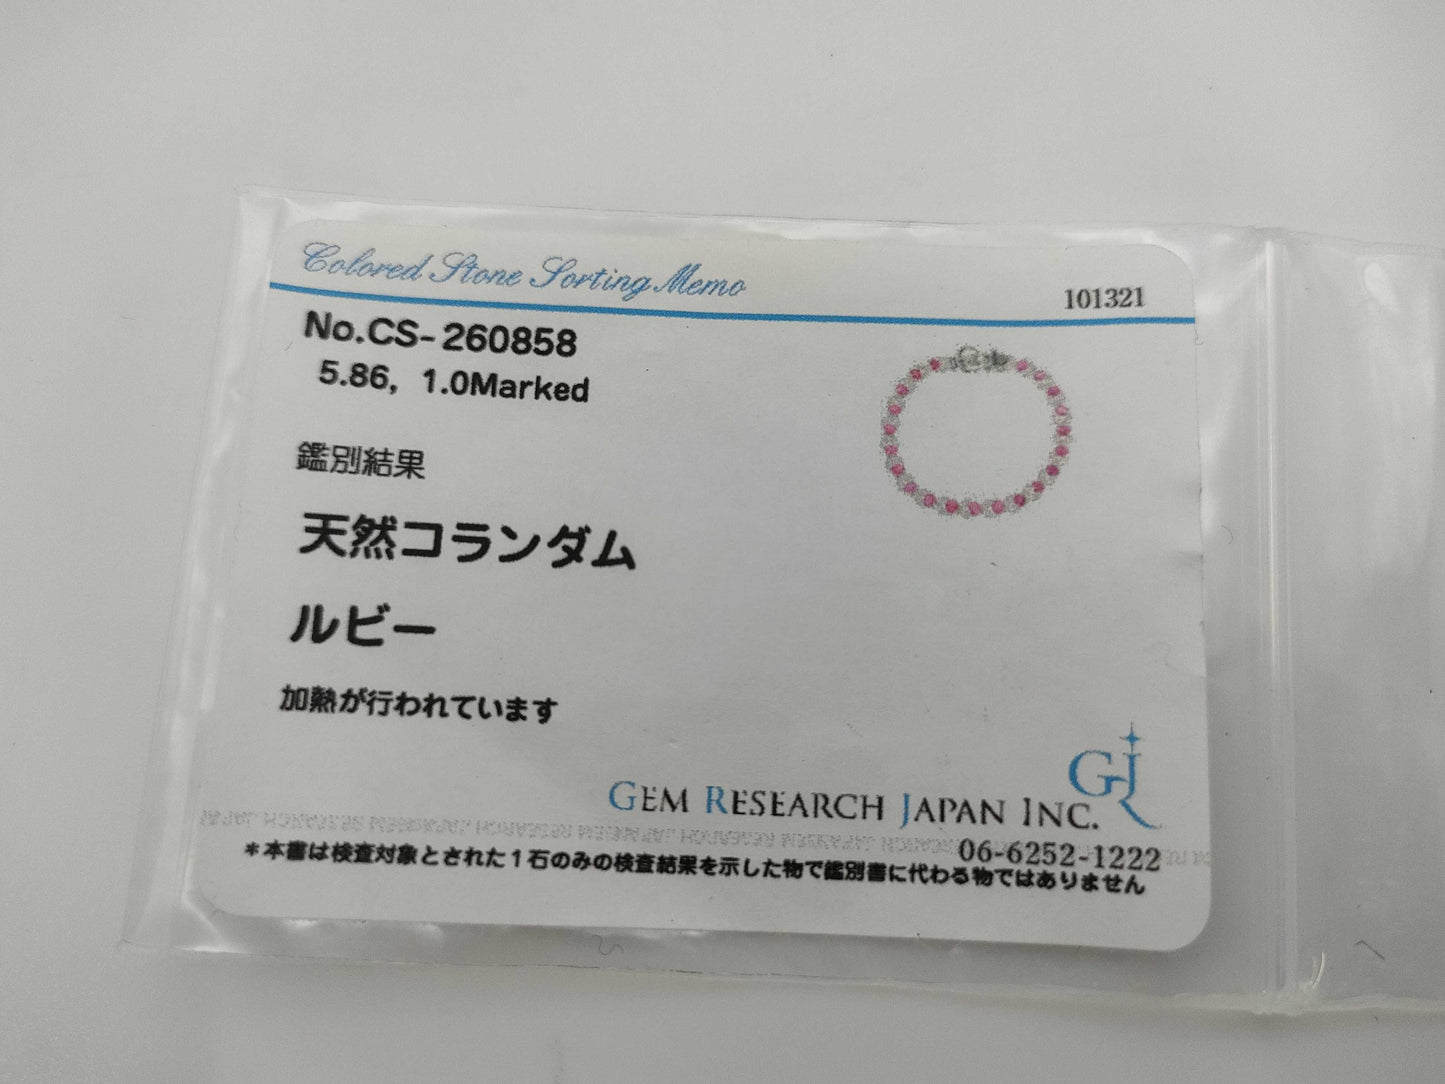 Colored Stone Sorting Memo
101321
No.CS-260858
5.86, 1.0Marked
鑑別結果
天然コランダム
ルビー
加熱が行われています
GEM RESEARCH JAPAN INC.
06-6252-1222
*本書は検査対象とされた1石のみの検査結果を示した物で鑑別書に代わる物ではありません